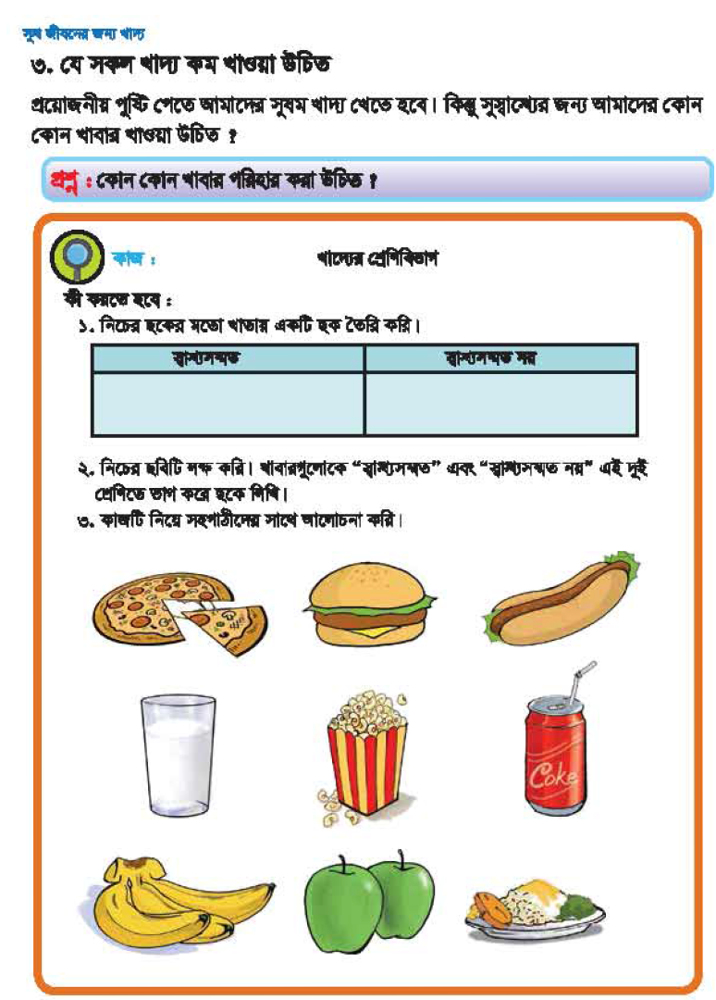 সুস্থ জীবনের জন্য খাদ্য
৩. যে সকল খাদ্য কম খাওয়া উচিত
প্রয়োজনীয় পুষ্টি পেতে আমাদের সুষম খাদ্য খেতে হবে। কিন্তু সুস্বাস্থ্যের জন্য আমাদের কোন
কোন খাবার খাওয়া উচিত ?
প্রশ্ন : কোন কোন খাবার পরিহার করা উচিত ?
কাজ : খাদ্যের শ্রেণিবিভাগ
কী করতে হবে :
১. নিচের ছকের মতো খাতায় একটি ছক তৈরি করি।
স্বাস্থ্যসম্মত স্বাস্থ্যসম্মত নয়
২. নিচের ছবিটি লক্ষ করি। খাবারগুলোকে “স্বাস্থ্যসম্মত” এবং “স্বাস্থ্যসম্মত নয়” এই দুই
শ্রেণিতে ভাগ করে ছকে লিখি।
৩. কাজটি নিয়ে সহপাঠীদের সাথে আলোচনা করি।
Coke